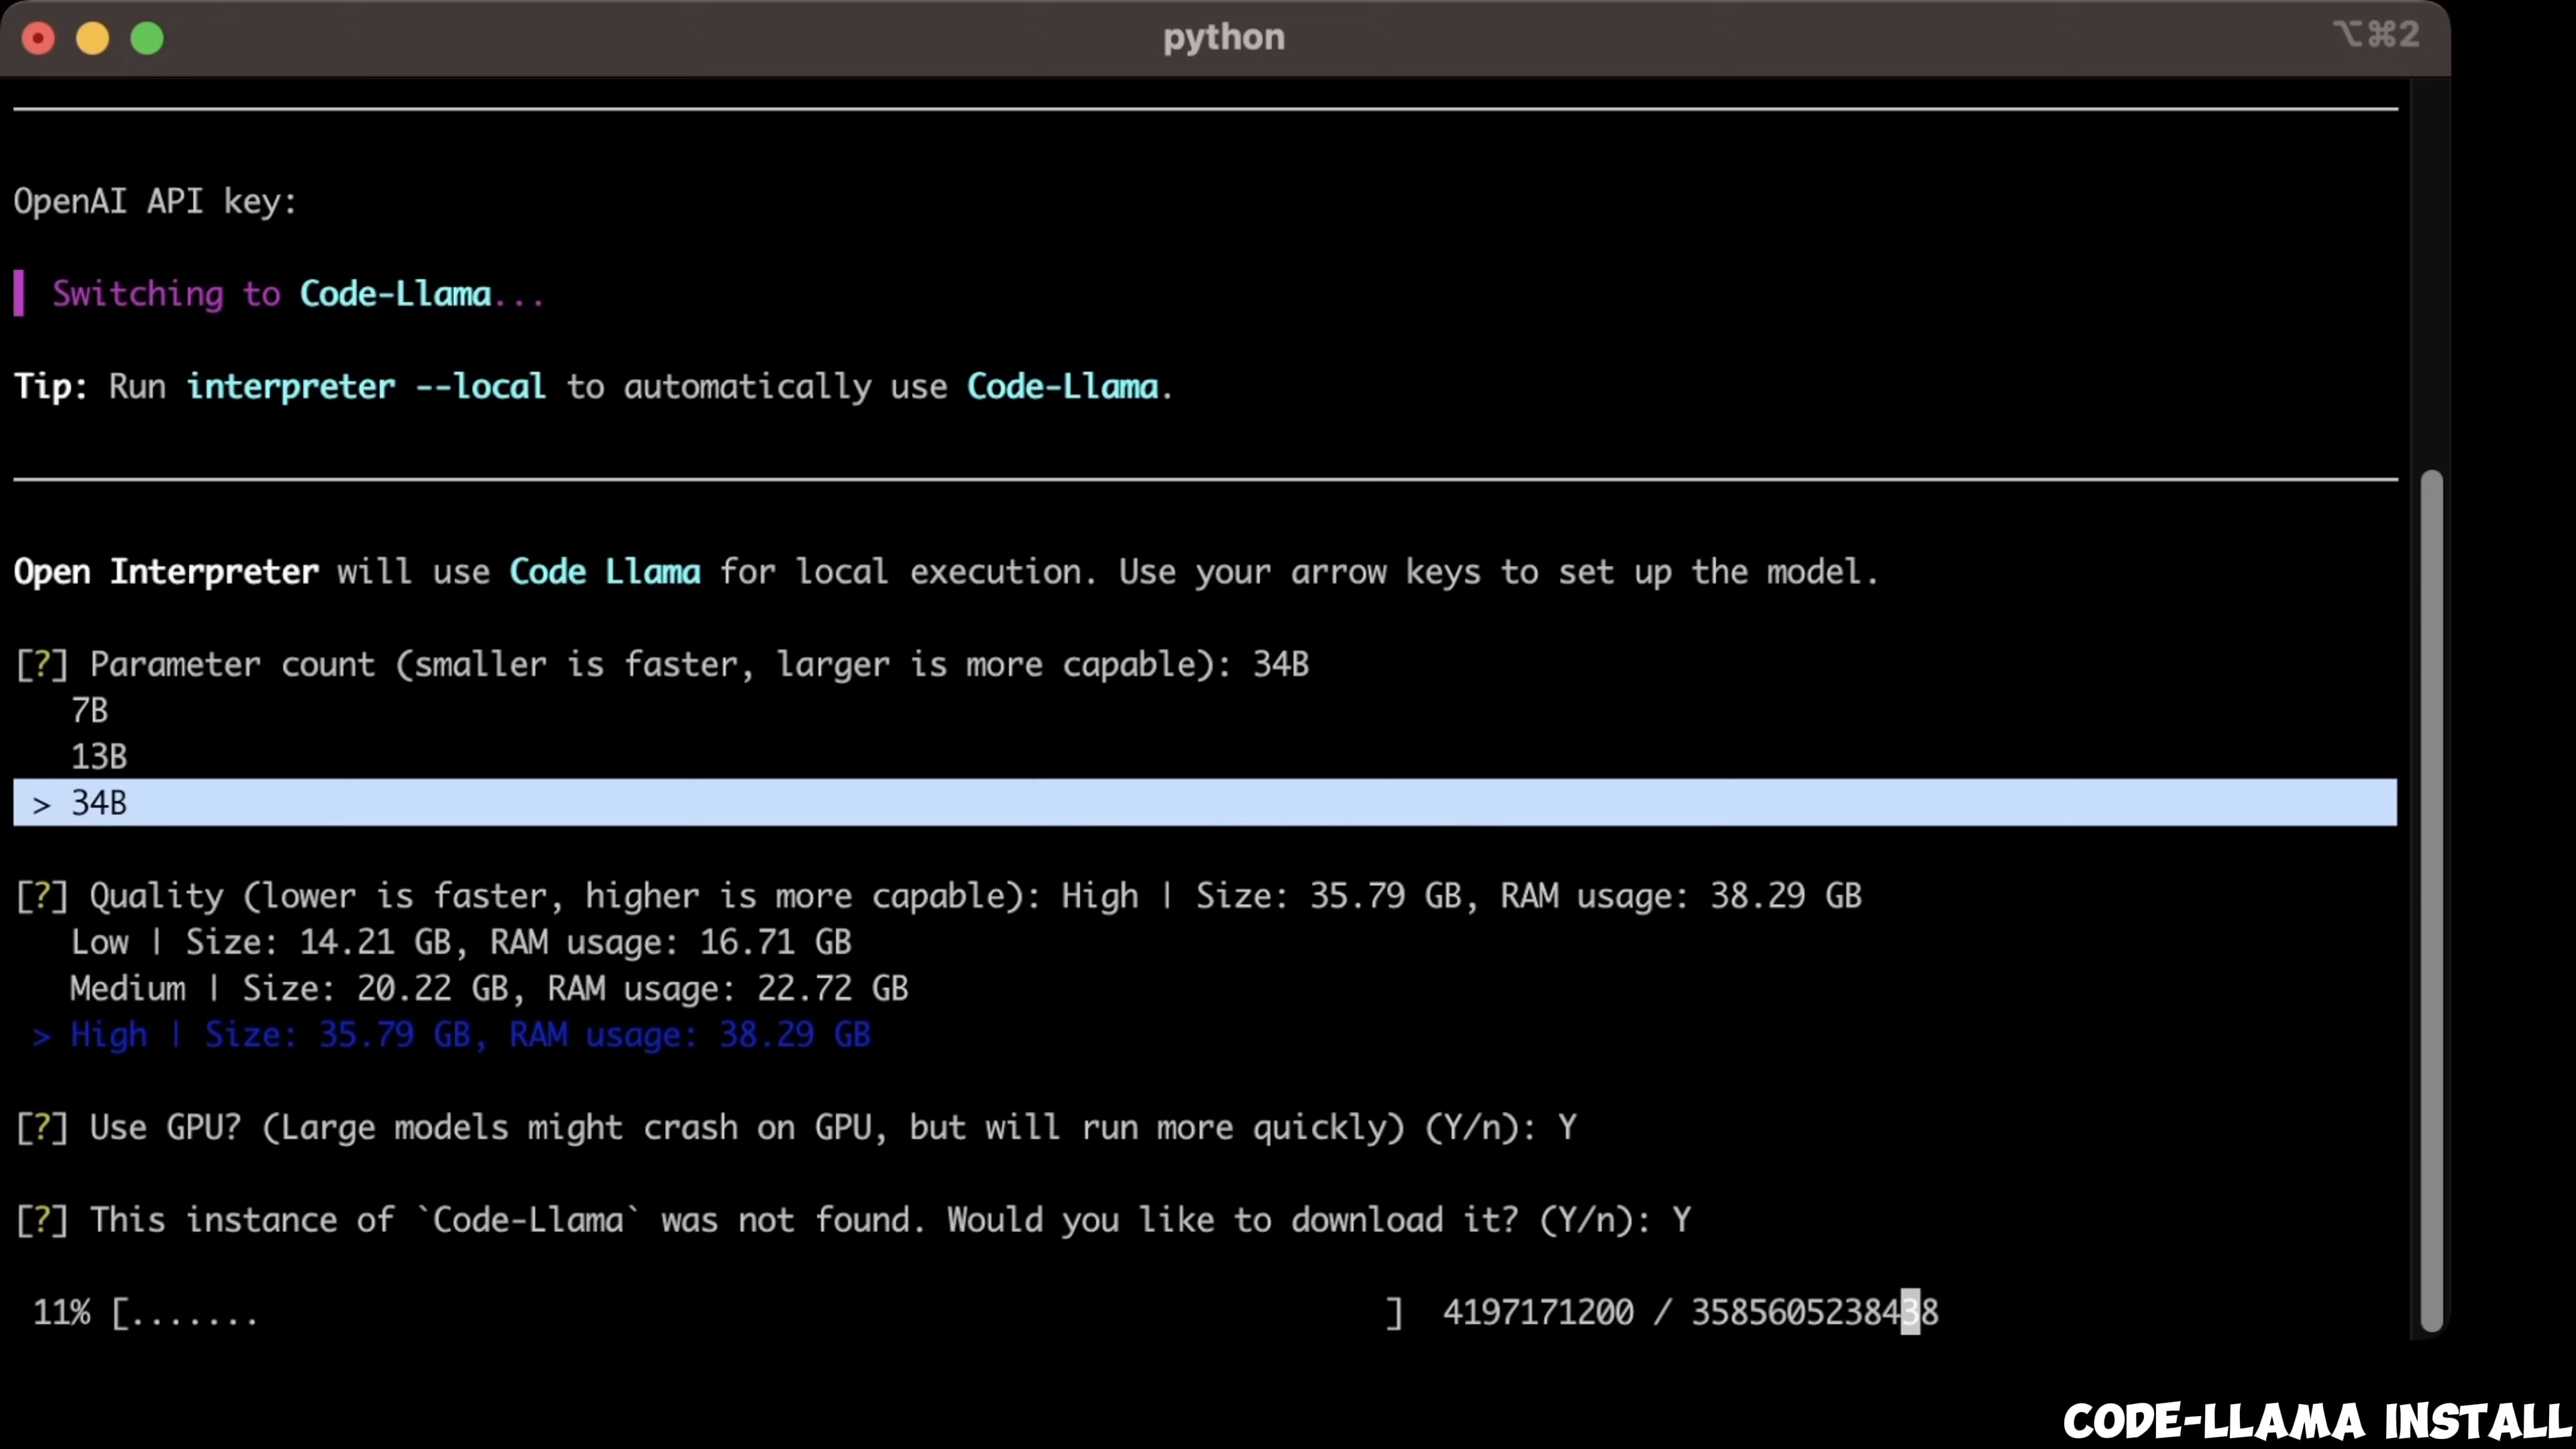 python
⌥⌘2
OpenAI API key:
Switching to Code-Llama...
Tip: Run interpreter --local to automatically use Code-Llama.
Open Interpreter will use Code Llama for local execution. Use your arrow keys to set up the model.
[?] Parameter count (smaller is faster, larger is more capable): 34B
7B
13B
> 34B
[?] Quality (lower is faster, higher is more capable): High | Size: 35.79 GB, RAM usage: 38.29 GB
Low | Size: 14.21 GB, RAM usage: 16.71 GB
Medium | Size: 20.22 GB, RAM usage: 22.72 GB
> High | Size: 35.79 GB, RAM usage: 38.29 GB
[?] Use GPU? (Large models might crash on GPU, but will run more quickly) (Y/n): Y
[?] This instance of `Code-Llama` was not found. Would you like to download it? (Y/n): Y
11% [....... ] 4197171200 / 3585605238438
CODE-LLAMA INSTALL